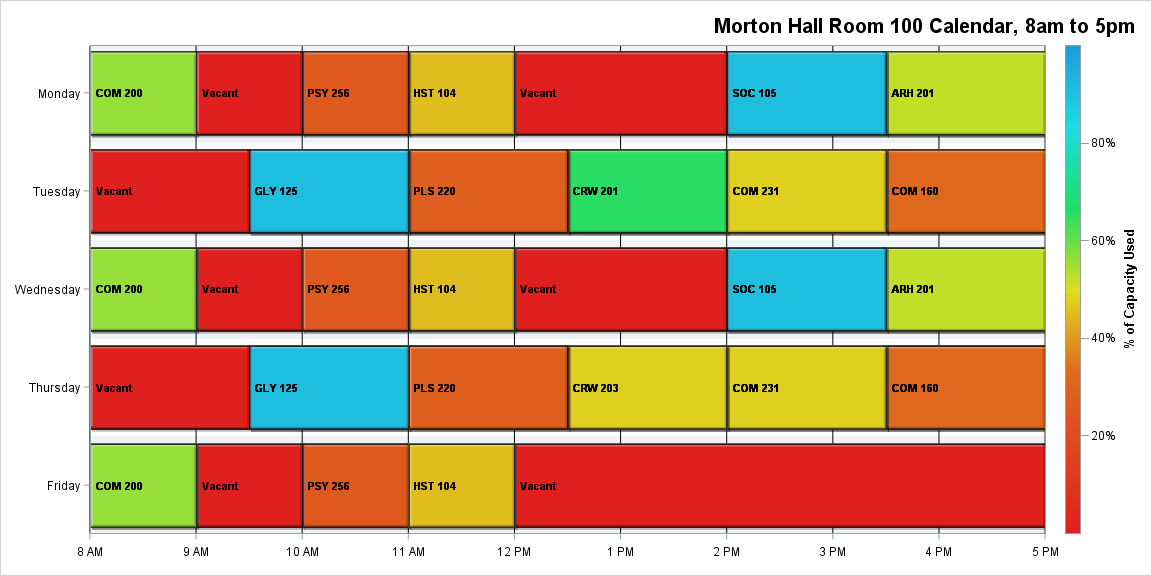 Morton Hall Room 100 Calendar, 8am to 5pm
Monday
COM 200
Vacant
PSY 256
HST 104
Vacant
SOC 105
ARH 201
Tuesday
Vacant
GLY 125
PLS 220
CRW 201
COM 231
COM 160
Wednesday
COM 200
Vacant
PSY 256
HST 104
Vacant
SOC 105
ARH 201
Thursday
Vacant
GLY 125
PLS 220
CRW 203
COM 231
COM 160
Friday
COM 200
Vacant
PSY 256
HST 104
Vacant
8 AM
9 AM
10 AM
11 AM
12 PM
1 PM
2 PM
3 PM
4 PM
5 PM
80%
60%
40%
20%
% of Capacity Used